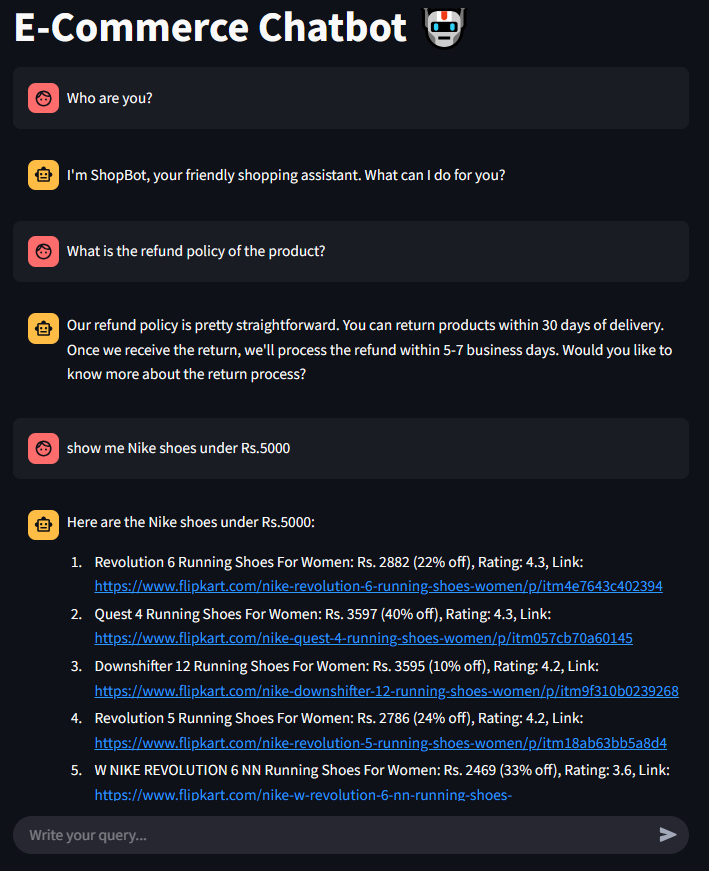 E-Commerce Chatbot
Who are you?
I'm ShopBot, your friendly shopping assistant. What can I do for you?
What is the refund policy of the product?
Our refund policy is pretty straightforward. You can return products within 30 days of delivery.
Once we receive the return, we'll process the refund within 5-7 business days. Would you like to
know more about the return process?
show me Nike shoes under Rs.5000
Here are the Nike shoes under Rs.5000:
1. Revolution 6 Running Shoes For Women: Rs. 2882 (22% off), Rating: 4.3, Link:
https://www.flipkart.com/nike-revolution-6-running-shoes-women/p/itm4e7643c402394
2. Quest 4 Running Shoes For Women: Rs. 3597 (40% off), Rating: 4.3, Link:
https://www.flipkart.com/nike-quest-4-running-shoes-women/p/itm057cb70a60145
3. Downshifter 12 Running Shoes For Women: Rs. 3595 (10% off), Rating: 4.2, Link:
https://www.flipkart.com/nike-downshifter-12-running-shoes-women/p/itm9f310b0239268
4. Revolution 5 Running Shoes For Women: Rs. 2786 (24% off), Rating: 4.2, Link:
https://www.flipkart.com/nike-revolution-5-running-shoes-women/p/itm18ab63bb5a8d4
5. W NIKE REVOLUTION 6 NN Running Shoes For Women: Rs. 2469 (33% off), Rating: 3.6, Link:
https://www.flipkart.com/nike-w-revolution-6-nn-running-shoes-
Write your query...